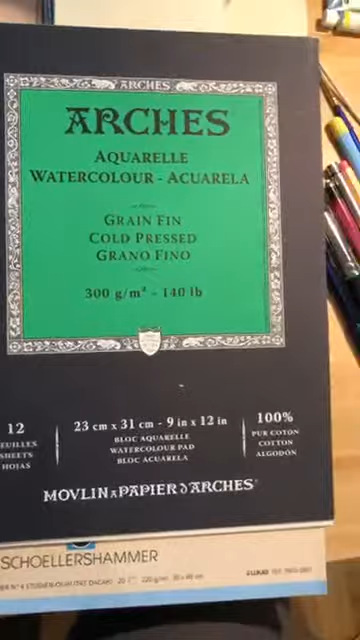 ARCHES
ARCHES
AQUARELLE
WATERCOLOUR - ACUARELA
GRAIN FIN
COLD PRESSED
GRANO FINO
300 g/m² - 140 lb
12
EUILLES
SHEETS
HOJAS
23 cm x 31 cm - 9 in x 12 in
BLOC AQUARELLE
WATERCOLOUR PAD
BLOC ACUARELA
100%
PUR COTON
COTTON
ALGODÓN
MOVLIN A PAPIER D'ARCHES
SCHOELLERSHAMMER